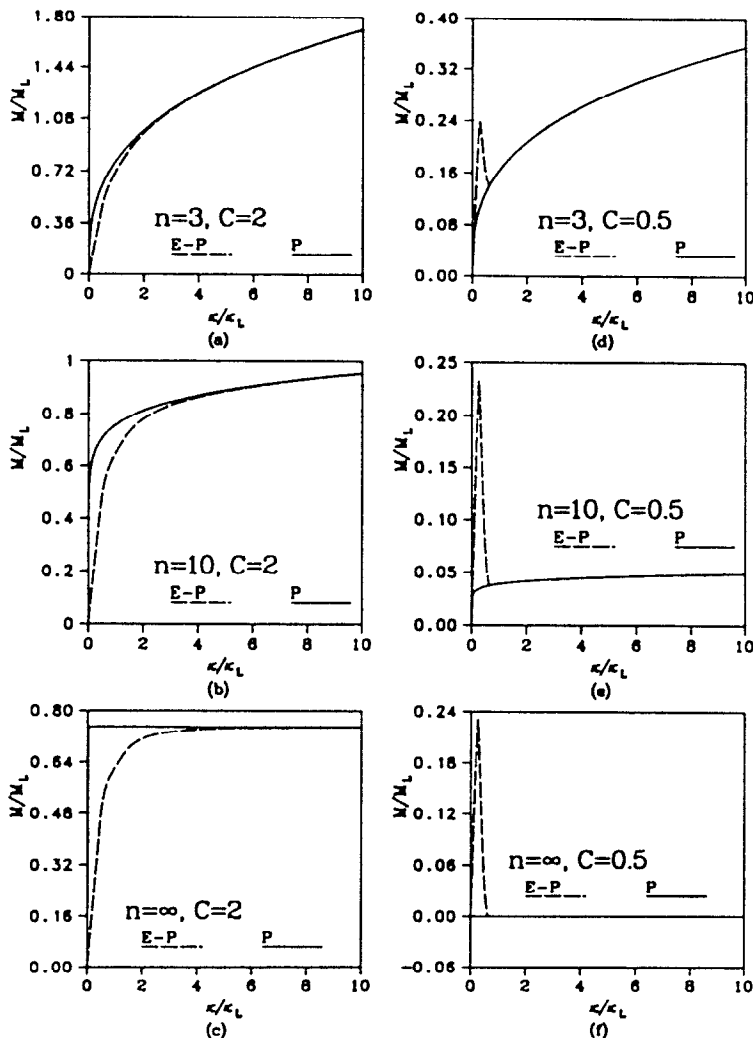 1.80
1.44
1.08
0.72
0.36
0
M/M_L
n=3, C=2
E-P
P
0 2 4 6 8 10
κ/κ_L
(a)
0.40
0.32
0.24
0.16
0.08
0.00
M/M_L
n=3, C=0.5
E-P
P
0 2 4 6 8 10
κ/κ_L
(d)
1
0.8
0.6
0.4
0.2
0
M/M_L
n=10, C=2
E-P
P
0 2 4 6 8 10
κ/κ_L
(b)
0.25
0.20
0.15
0.10
0.05
0.00
M/M_L
n=10, C=0.5
E-P
P
0 2 4 6 8 10
κ/κ_L
(e)
0.80
0.64
0.48
0.32
0.16
0.00
M/M_L
n=∞, C=2
E-P
P
0 2 4 6 8 10
κ/κ_L
(c)
0.24
0.18
0.12
0.06
0.00
-0.06
M/M_L
n=∞, C=0.5
E-P
P
0 2 4 6 8 10
κ/κ_L
(f)